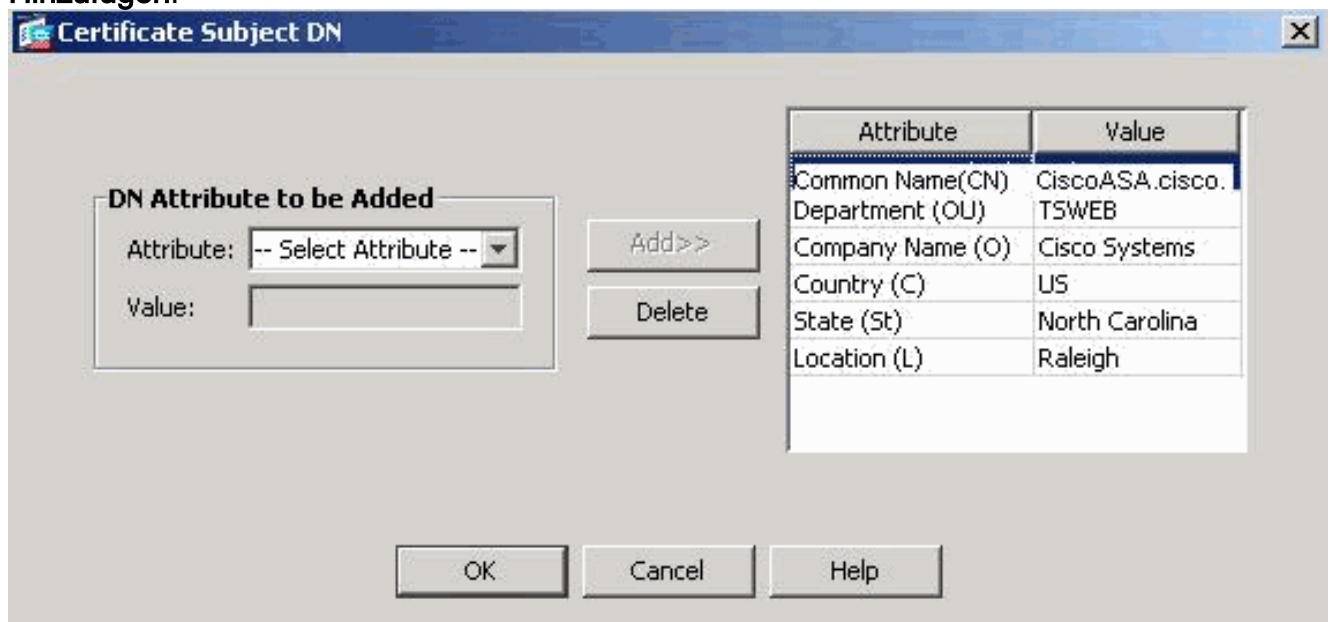 Certificate Subject DN
DN Attribute to be Added
Attribute: -- Select Attribute --
Value:
Add>>
Delete
Attribute Value
Common Name(CN) CiscoASA.cisco.
Department (OU) TSWEB
Company Name (O) Cisco Systems
Country (C) US
State (St) North Carolina
Location (L) Raleigh
OK Cancel Help